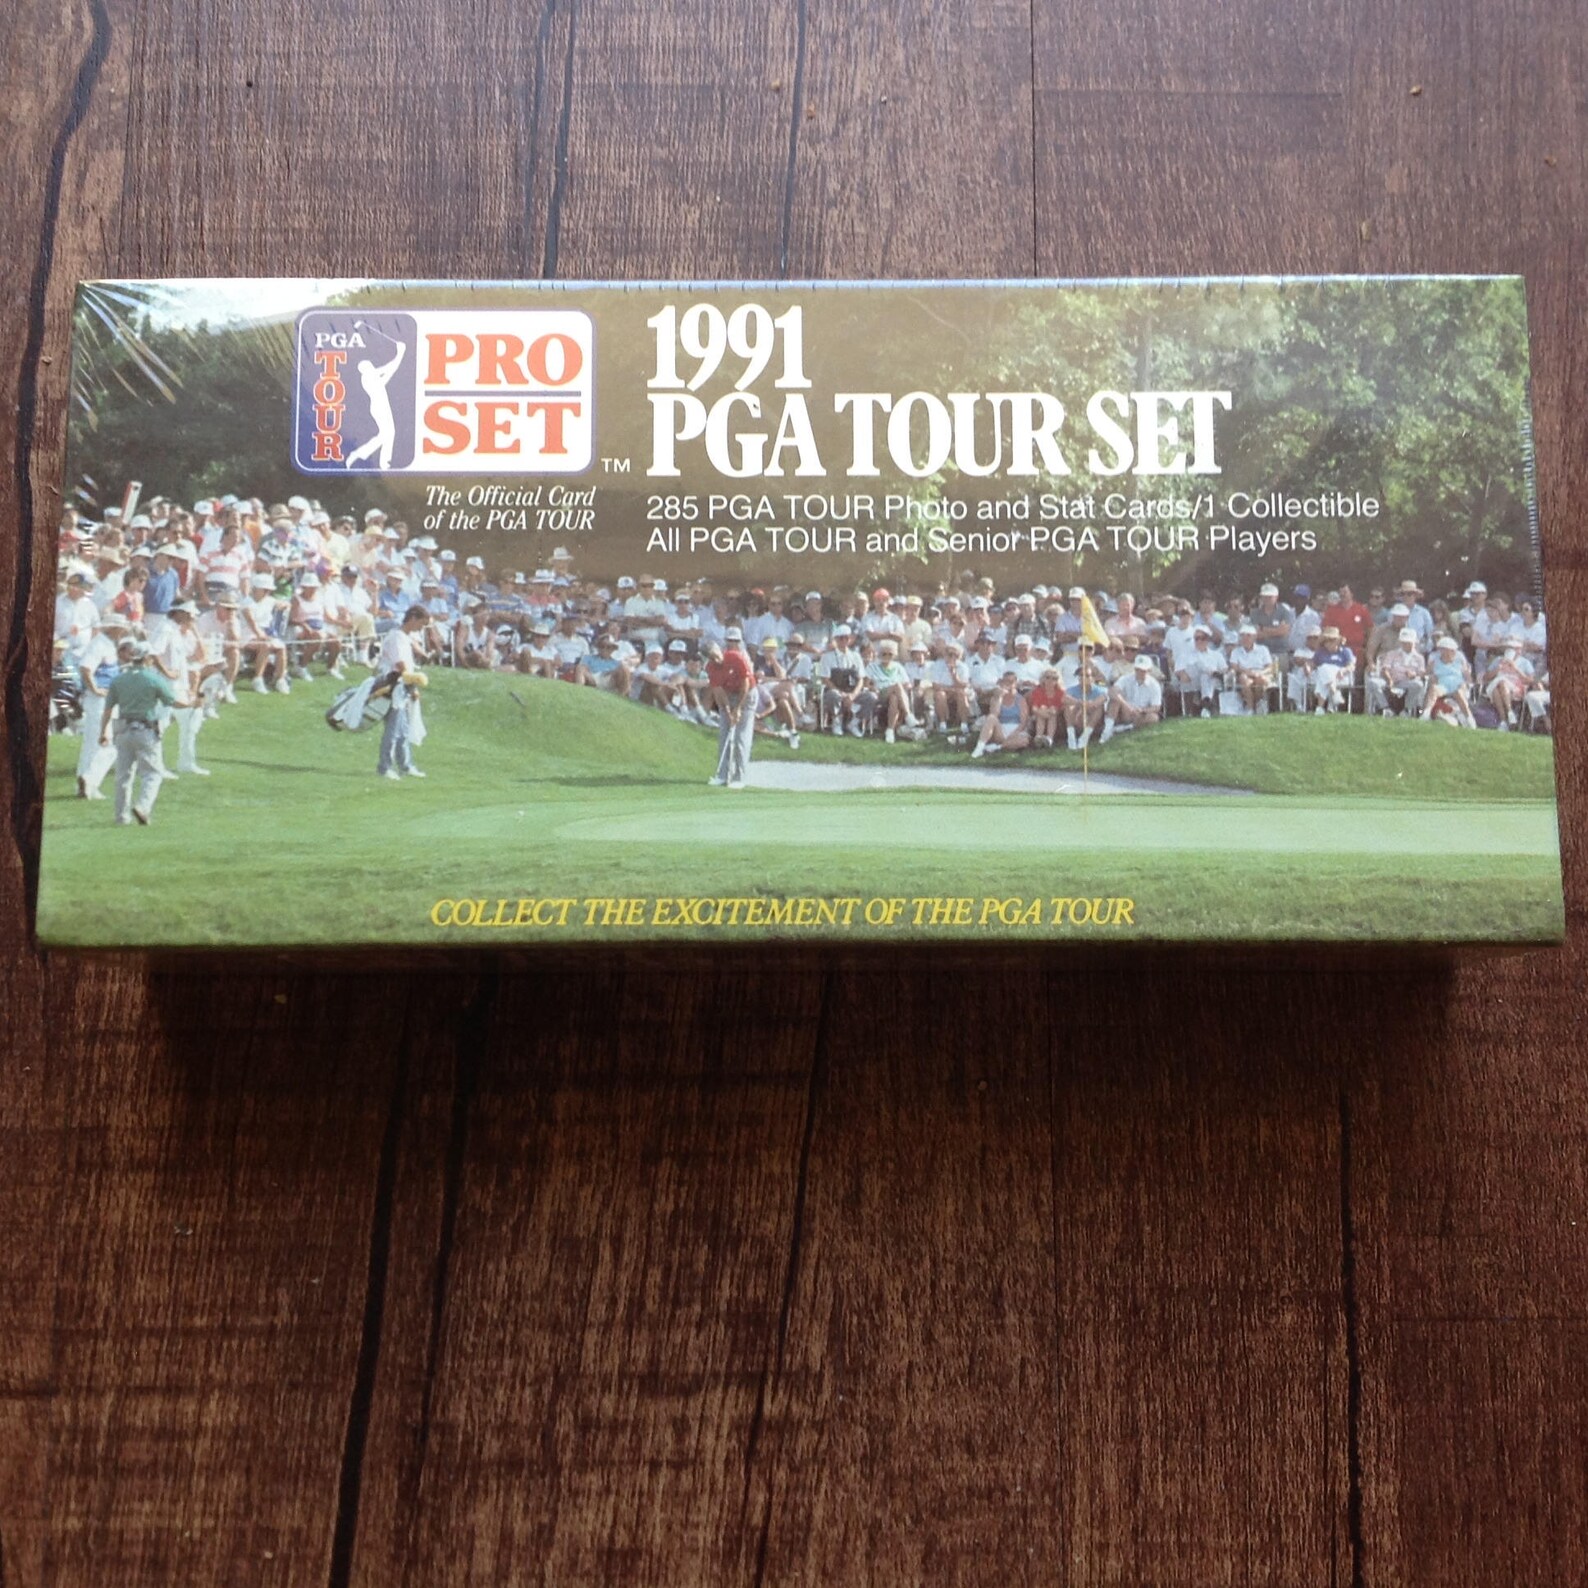 PGA
TOUR
PRO
SET
TM
The Official Card
of the PGA TOUR
1991
PGA TOUR SET
285 PGA TOUR Photo and Stat Cards/1 Collectible
All PGA TOUR and Senior PGA TOUR Players
COLLECT THE EXCITEMENT OF THE PGA TOUR